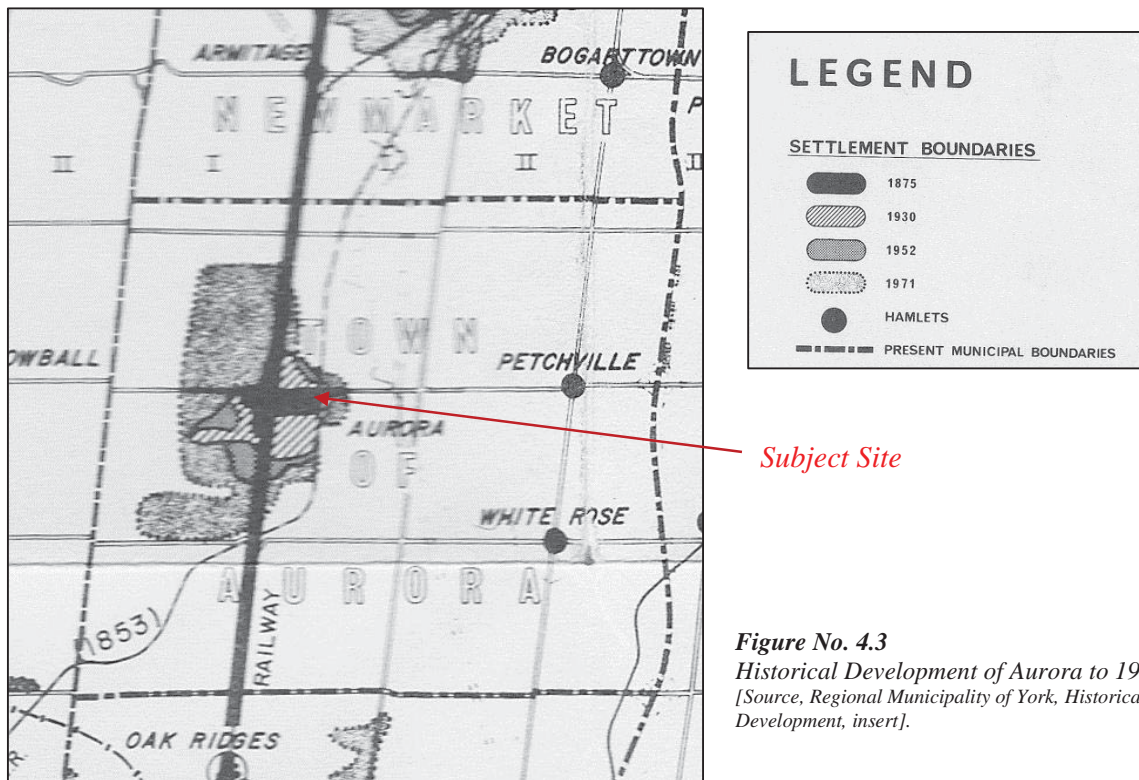 ARMITAGE
BOGARTTOWN
NEWMARKET
P
II I I II II
TOWN
OWBALL
PETCHVILLE
AURORA
OF
WHITE ROSE
AURORA
(1853)
RAILWAY
OAK RIDGES
R.
LEGEND
SETTLEMENT BOUNDARIES
1875
1930
1952
1971
HAMLETS
PRESENT MUNICIPAL BOUNDARIES
Subject Site
Figure No. 4.3
Historical Development of Aurora to 19
[Source, Regional Municipality of York, Historica
Development, insert].